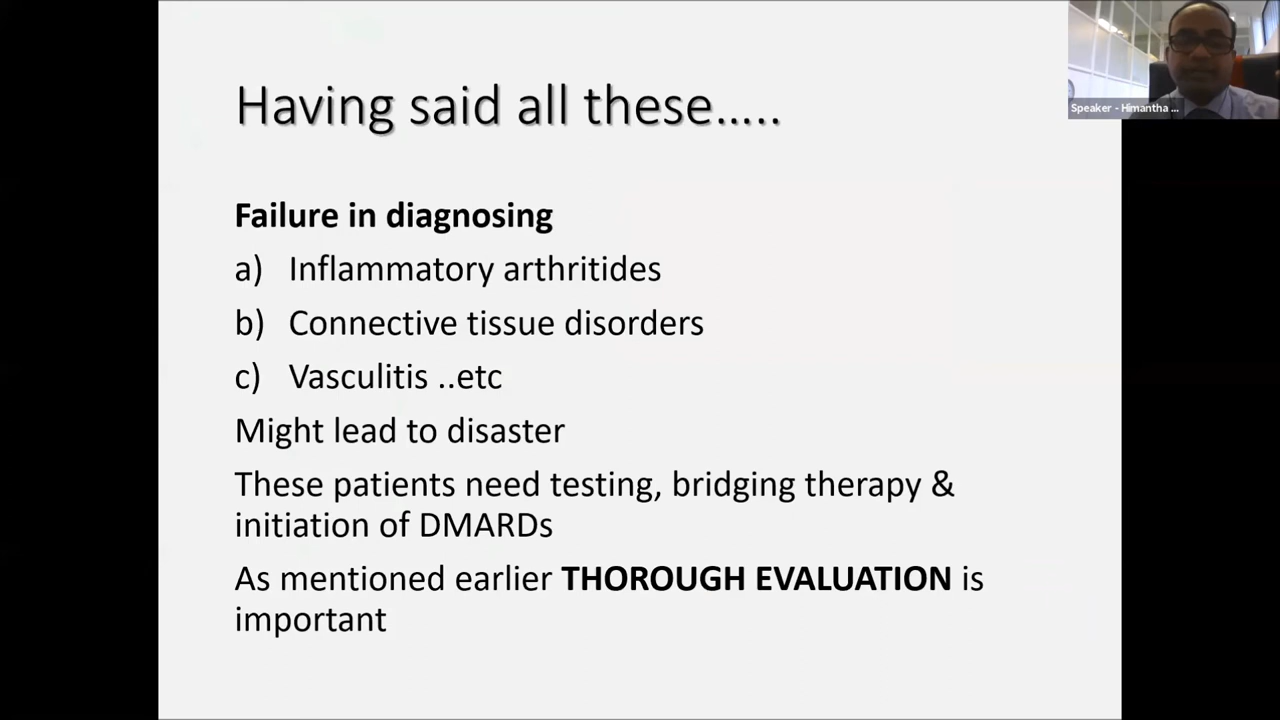 Having said all these.....
Speaker - Himantha ...
Failure in diagnosing
a) Inflammatory arthritides
b) Connective tissue disorders
c) Vasculitis ..etc
Might lead to disaster
These patients need testing, bridging therapy &
initiation of DMARDs
As mentioned earlier THOROUGH EVALUATION is
important